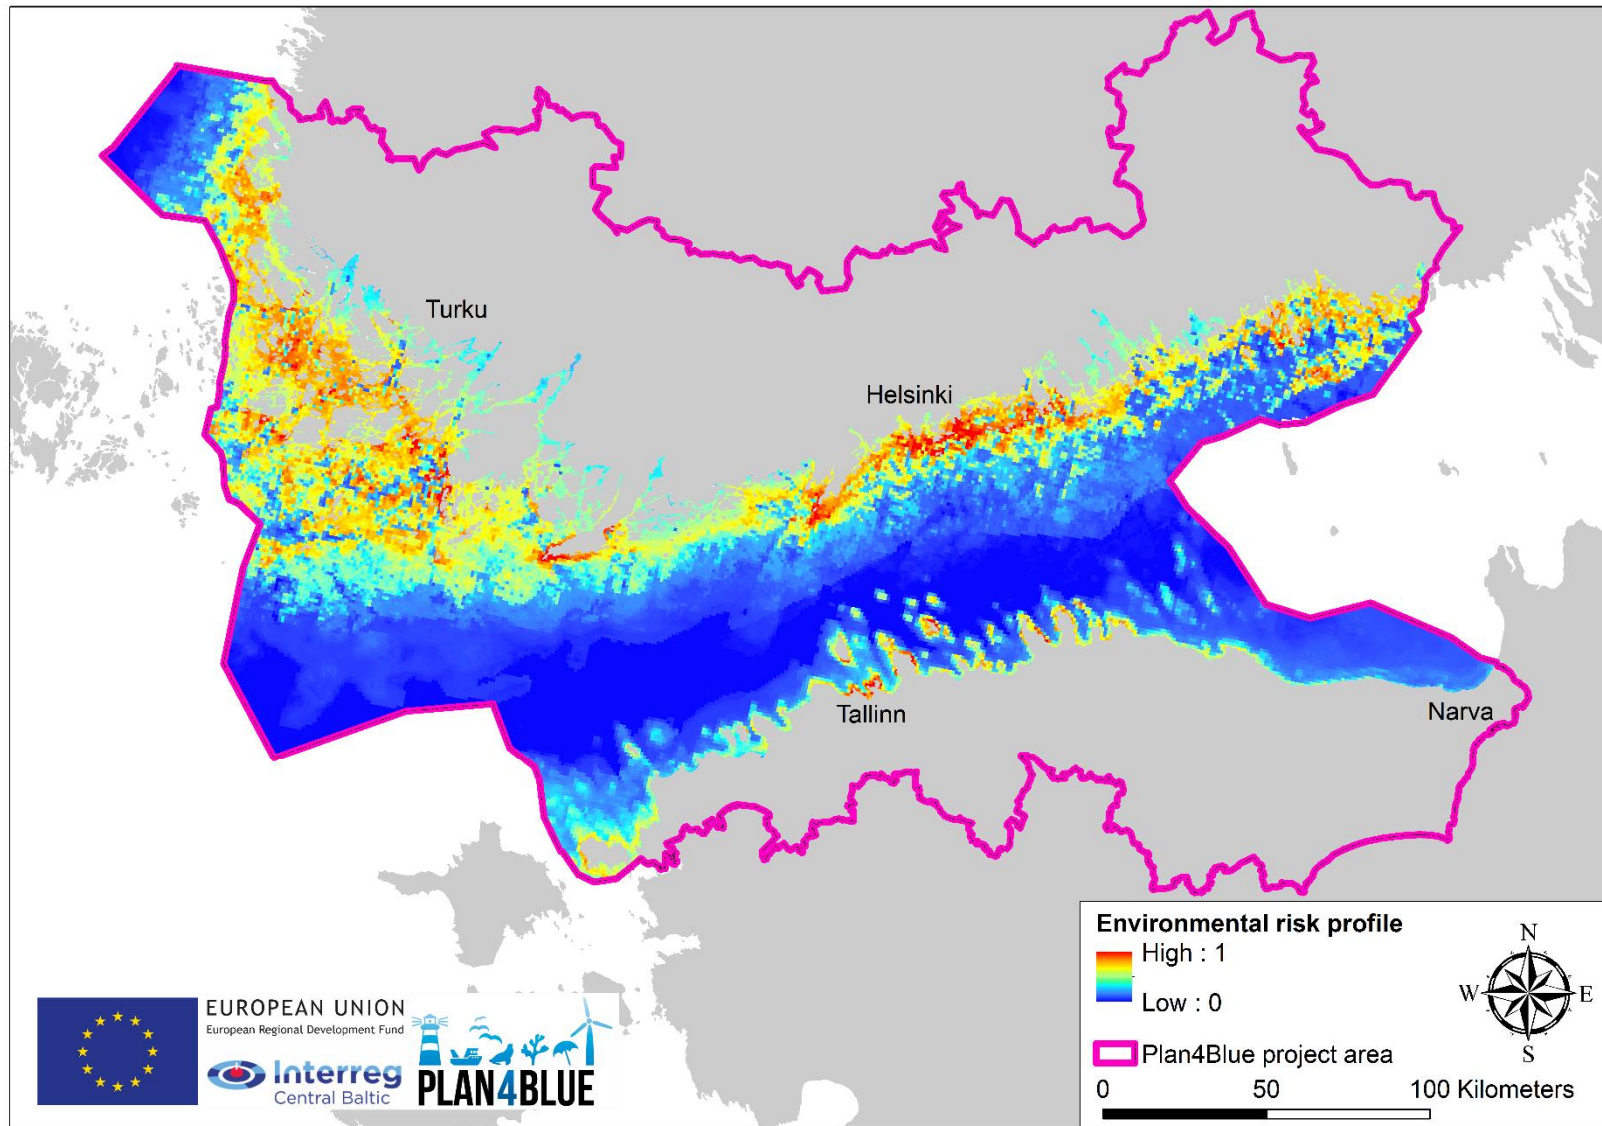 Turku
Helsinki
Tallinn
Narva
Environmental risk profile
High : 1
Low : 0
Plan4Blue project area
0 50 100 Kilometers
N
W E
S
EUROPEAN UNION
European Regional Development Fund
Interreg
Central Baltic
PLAN4BLUE